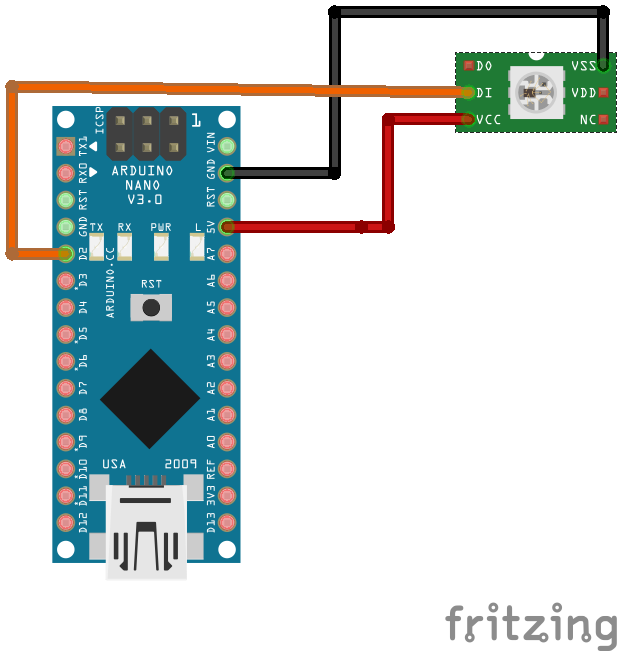 DO
VSS
DI
VDD
VCC
NC
ICSP
1
TX1
VIN
RX0
GND
ARDUINO
NANO
V3.0
RST
RST
GND
5V
TX
RX
PWR
L
D2
A7
ARDUINO.CC
D3
A6
RST
D4
A5
D5
A4
D6
A3
D7
A2
D8
A1
D9
A0
USA
2009
D10
REF
D11
3V3
D12
D13
fritzing